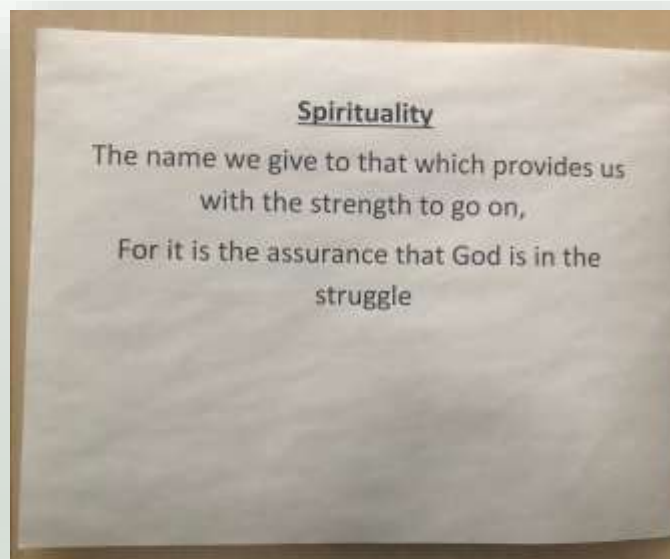 Spirituality
The name we give to that which provides us
with the strength to go on,
For it is the assurance that God is in the
struggle